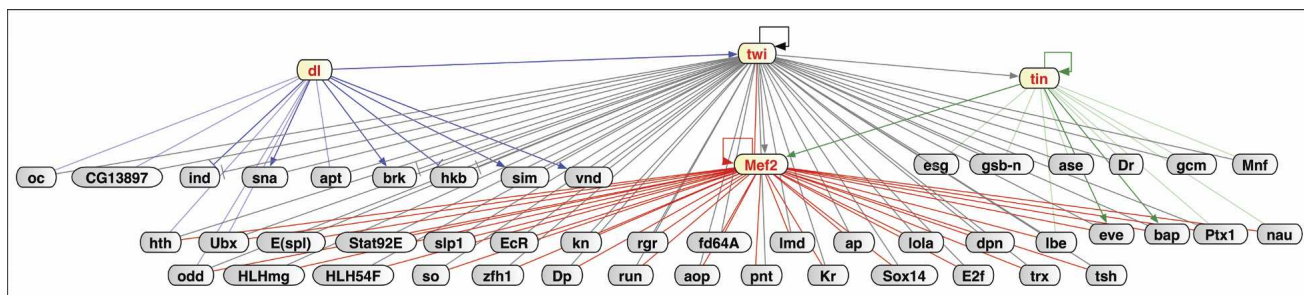 twi
dl
tin
Mef2
oc CG13897 ind sna apt brk hkb sim vnd esg gsb-n ase Dr gcm Mnf
hth Ubx E(spl) Stat92E slp1 EcR kn rgr fd64A lmd ap lola dpn lbe eve bap Ptx1 nau
odd HLHmg HLH54F so zfh1 Dp run aop pnt Kr Sox14 E2f trx tsh